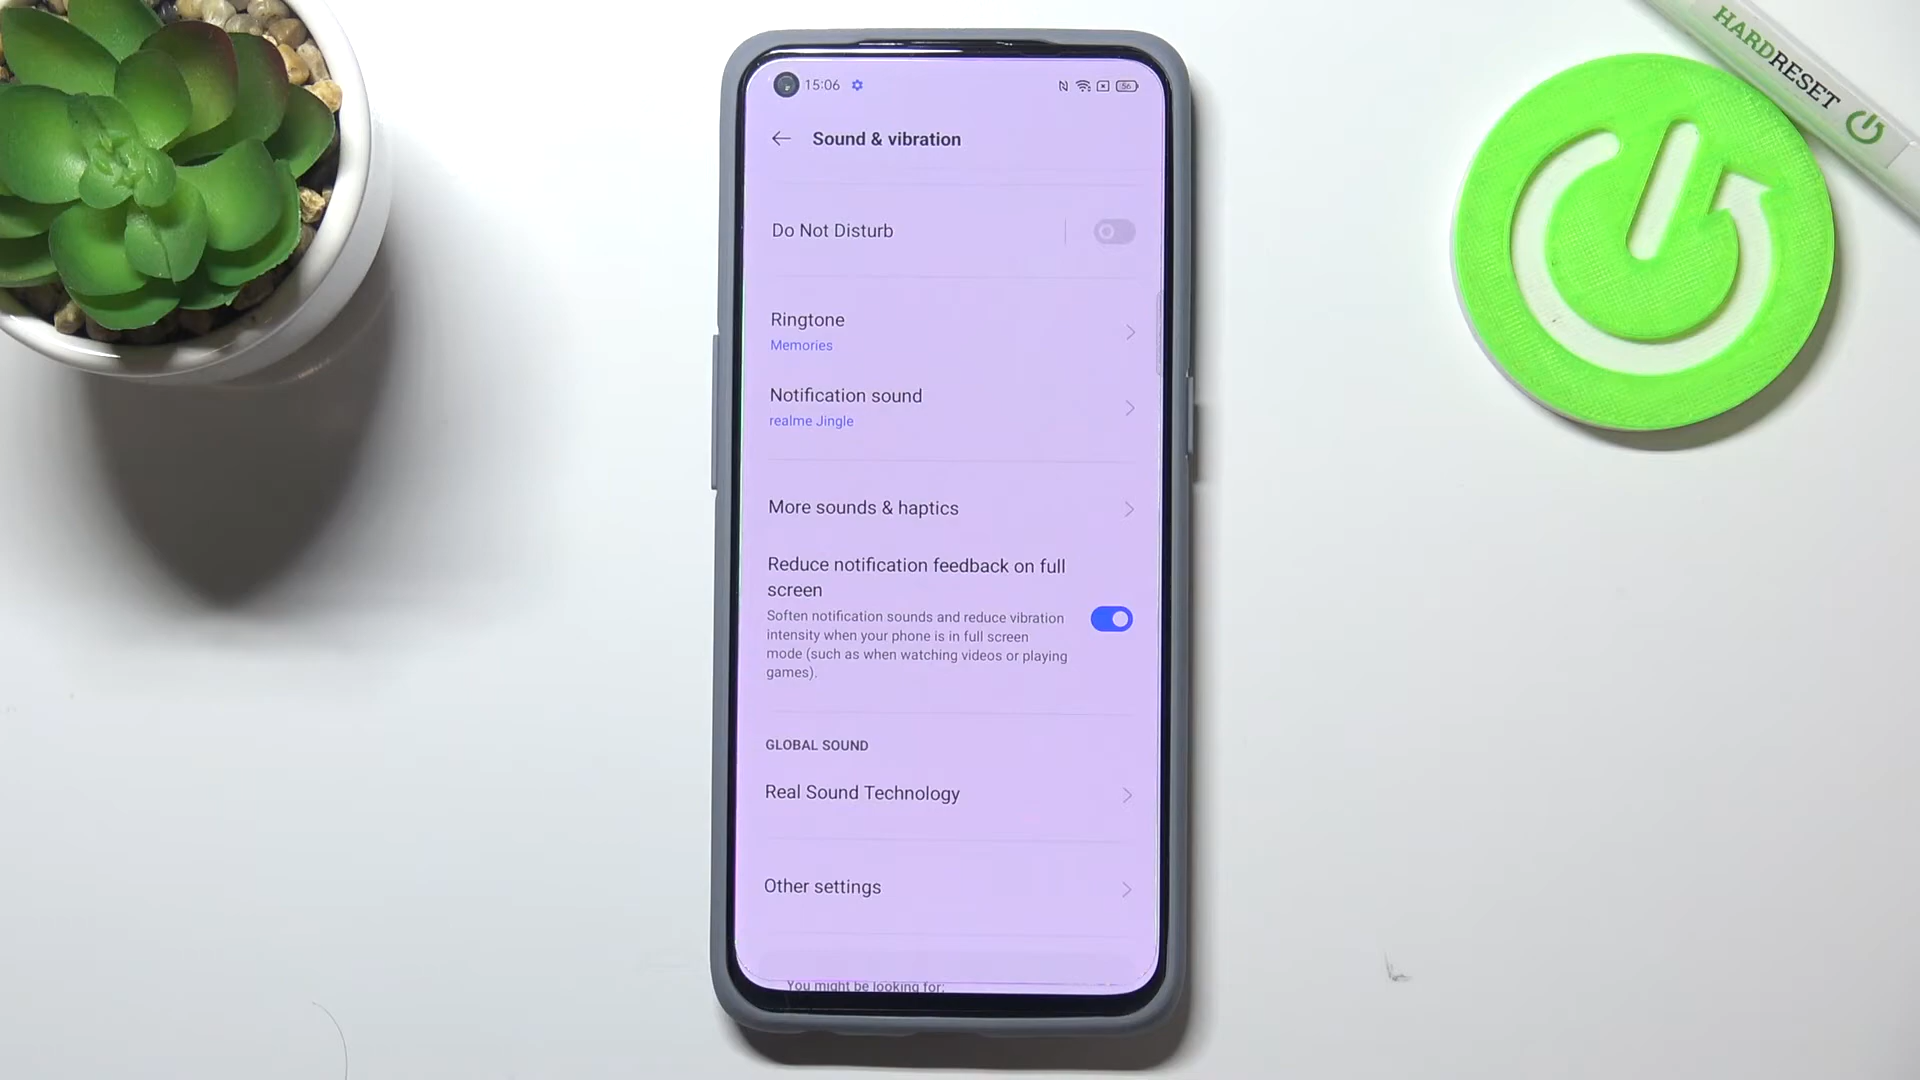 HARDRESET
15:06
56
Sound & vibration
Do Not Disturb
Ringtone
Memories
Notification sound
realme Jingle
More sounds & haptics
Reduce notification feedback on full
screen
Soften notification sounds and reduce vibration
intensity when your phone is in full screen
mode (such as when watching videos or playing
games).
GLOBAL SOUND
Real Sound Technology
Other settings
You might be looking for: